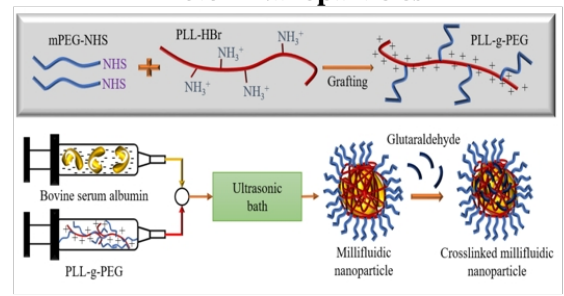 mPEG-NHS
PLL-HBr
PLL-g-PEG
NH₃⁺
NH₃⁺
NHS
NHS
NH₃⁺
NH₃⁺
Grafting
Glutaraldehyde
Bovine serum albumin
Ultrasonic
bath
PLL-g-PEG
Millifluidic
nanoparticle
Crosslinked millifluidic
nanoparticle